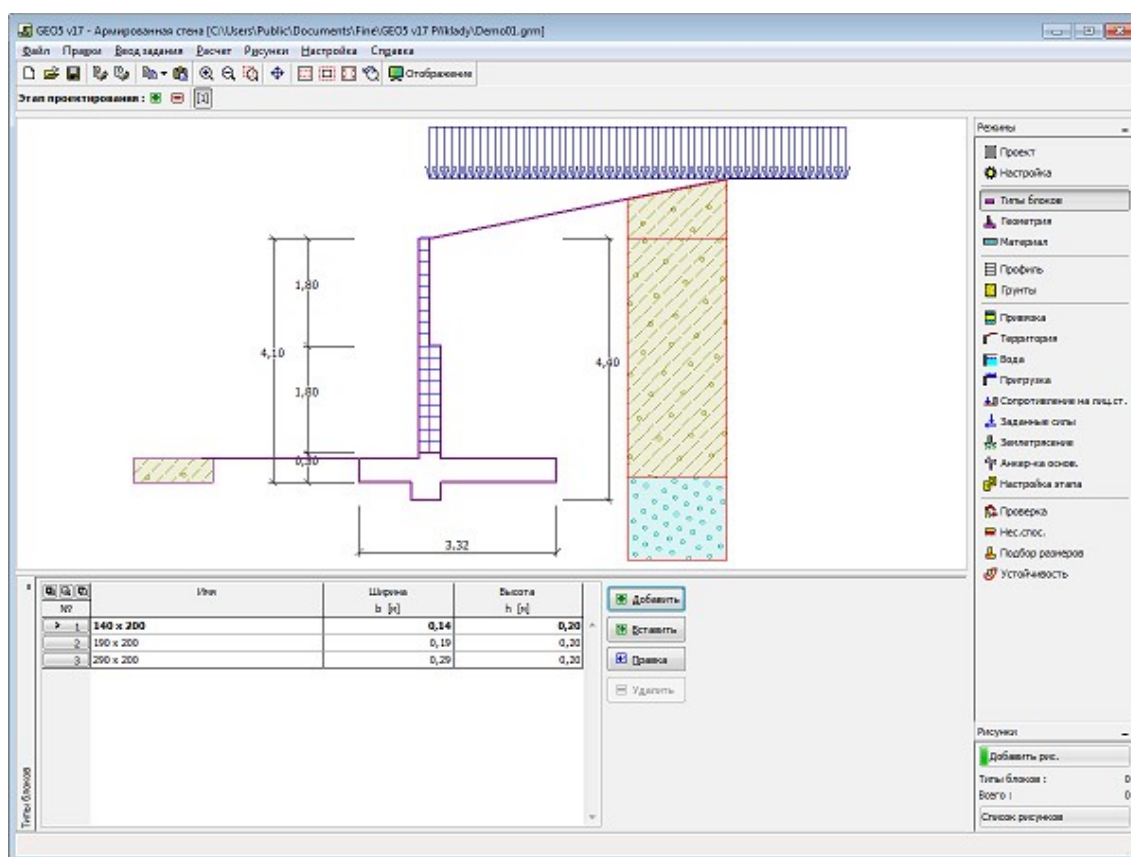 GEO5 v17 - Армированная стена [C:\Users\Public\Documents\Fine\GEO5 v17 Příklady\Demo01.grm]
Файл Правка Ввод задания Расчет Рисунки Настройка Справка
Отображение
Этап проектирования : [1]
Режимы
Проект
Настройка
Типы блоков
Геометрия
Материал
Профиль
Грунты
Привязка
Территория
Вода
Пригрузка
Сопротивление на лиц.ст.
Заданные силы
Землетрясение
Анкер-ка основ.
Настройка этапа
Проверка
Нес.спос.
Подбор размеров
Устойчивость
1,80
4,10
1,80
0,50
4,40
3,32
№ Имя Ширина b [м] Высота h [м]
1 140 x 200 0,14 0,20
2 190 x 200 0,19 0,20
3 290 x 200 0,29 0,20
Добавить
Вставить
Правка
Удалить
Типы блоков
Рисунки
Добавить рис.
Типы блоков : 0
Всего : 0
Список рисунков